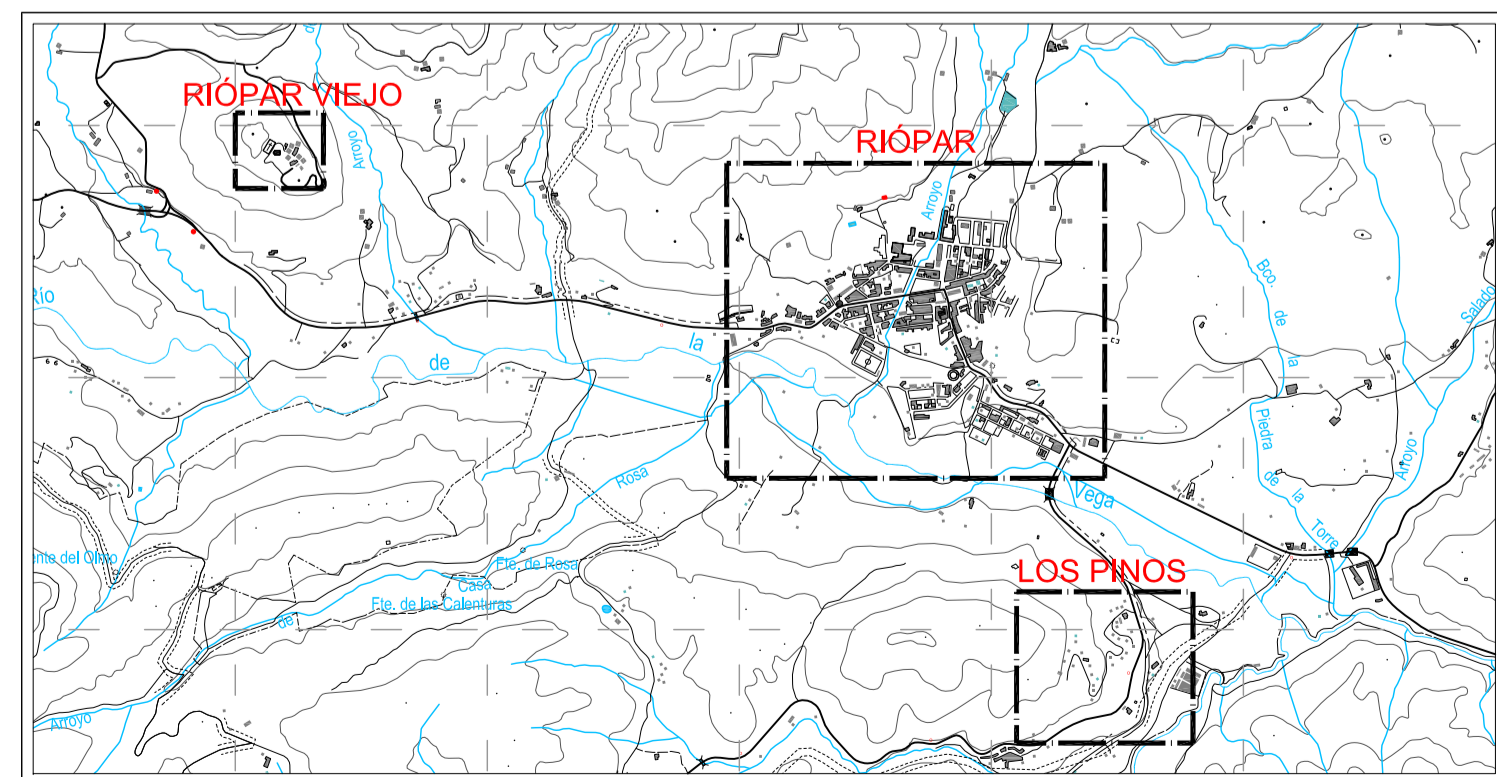 RIÓPAR VIEJO
RIÓPAR
LOS PINOS
Arroyo
Arroyo
Río
de
la
Vega
Bco.
de
la
Piedra
de
la
Torre
Salado
Arroyo
Rosa
Fte. de Rosa
Casa
Fte. de las Calenturas
de
Arroyo
ente del Olmo